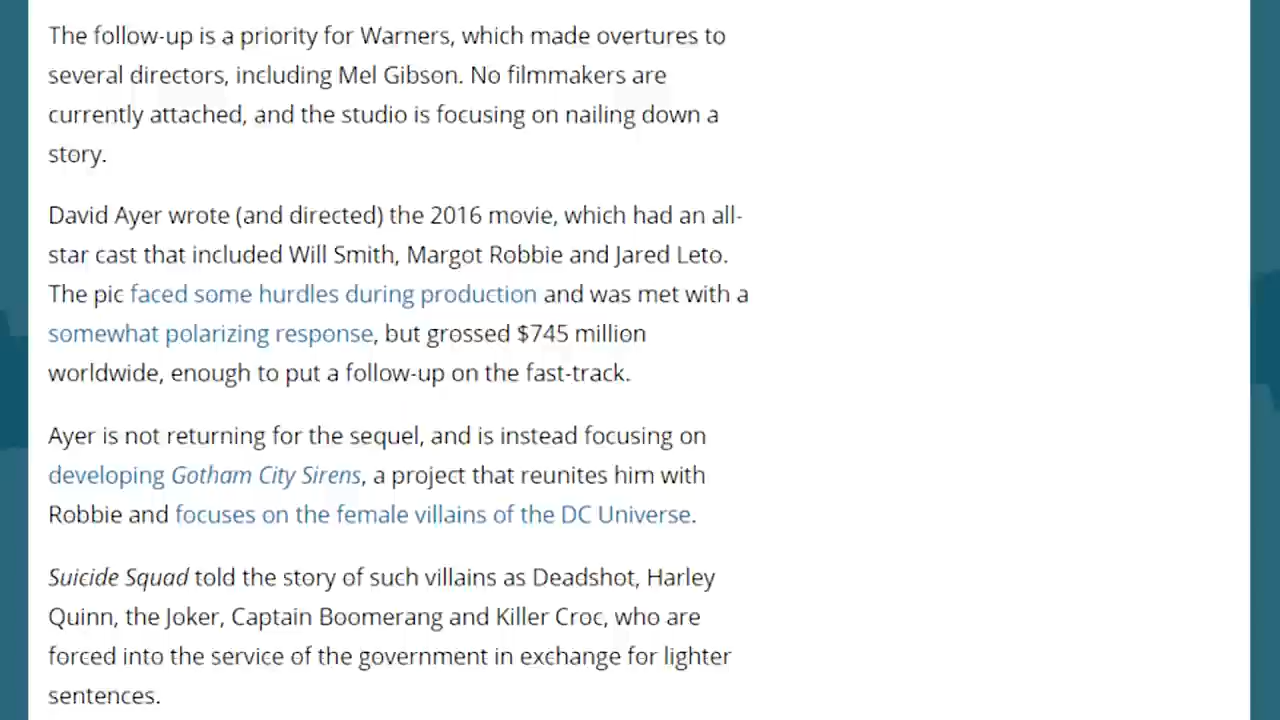 The follow-up is a priority for Warners, which made overtures to
several directors, including Mel Gibson. No filmmakers are
currently attached, and the studio is focusing on nailing down a
story.
David Ayer wrote (and directed) the 2016 movie, which had an all-
star cast that included Will Smith, Margot Robbie and Jared Leto.
The pic faced some hurdles during production and was met with a
somewhat polarizing response, but grossed $745 million
worldwide, enough to put a follow-up on the fast-track.
Ayer is not returning for the sequel, and is instead focusing on
developing Gotham City Sirens, a project that reunites him with
Robbie and focuses on the female villains of the DC Universe.
Suicide Squad told the story of such villains as Deadshot, Harley
Quinn, the Joker, Captain Boomerang and Killer Croc, who are
forced into the service of the government in exchange for lighter
sentences.